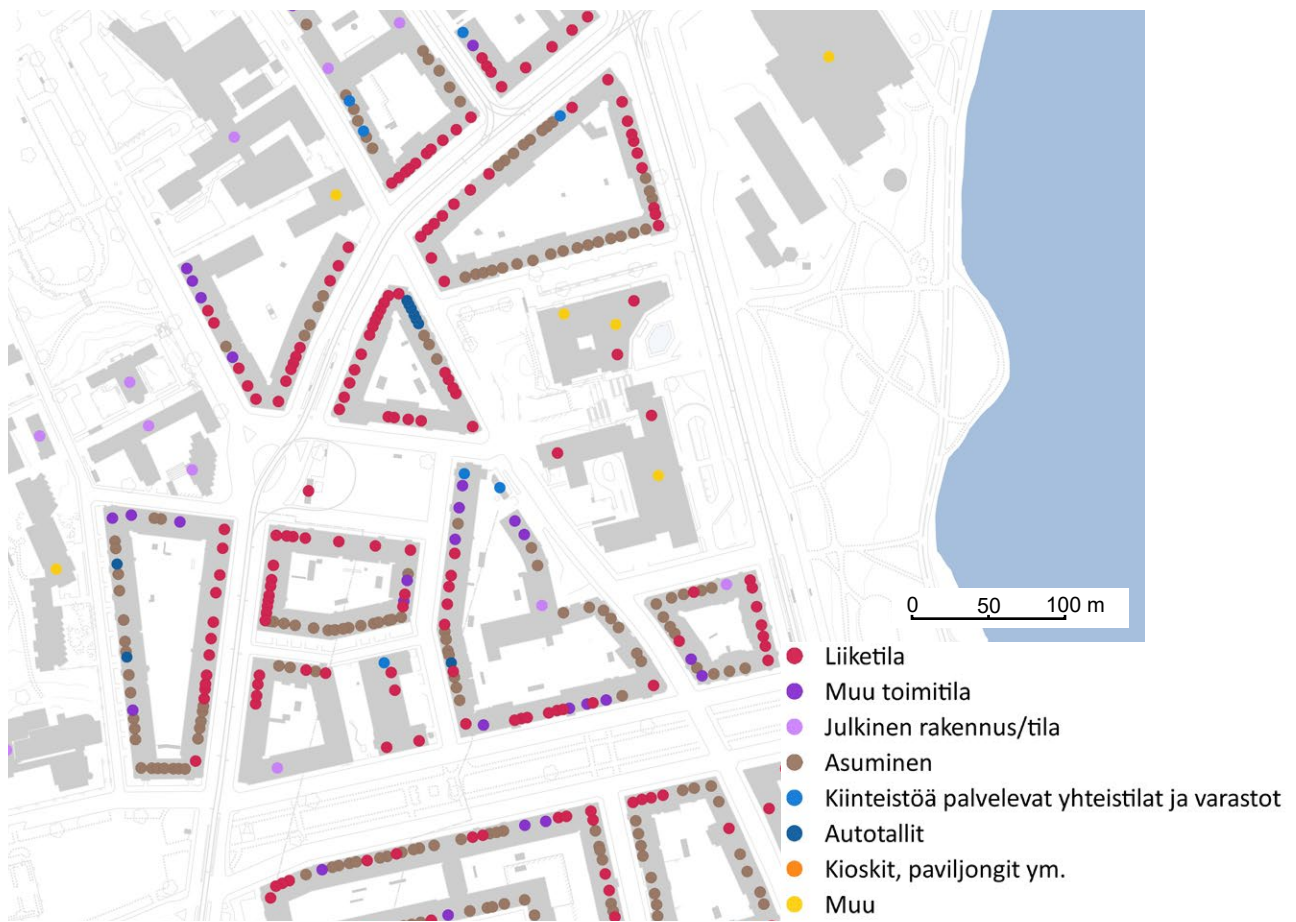 0 50 100 m
Liiketila
Muu toimitila
Julkinen rakennus/tila
Asuminen
Kiinteistöä palvelevat yhteistilat ja varastot
Autotallit
Kioskit, paviljongit ym.
Muu